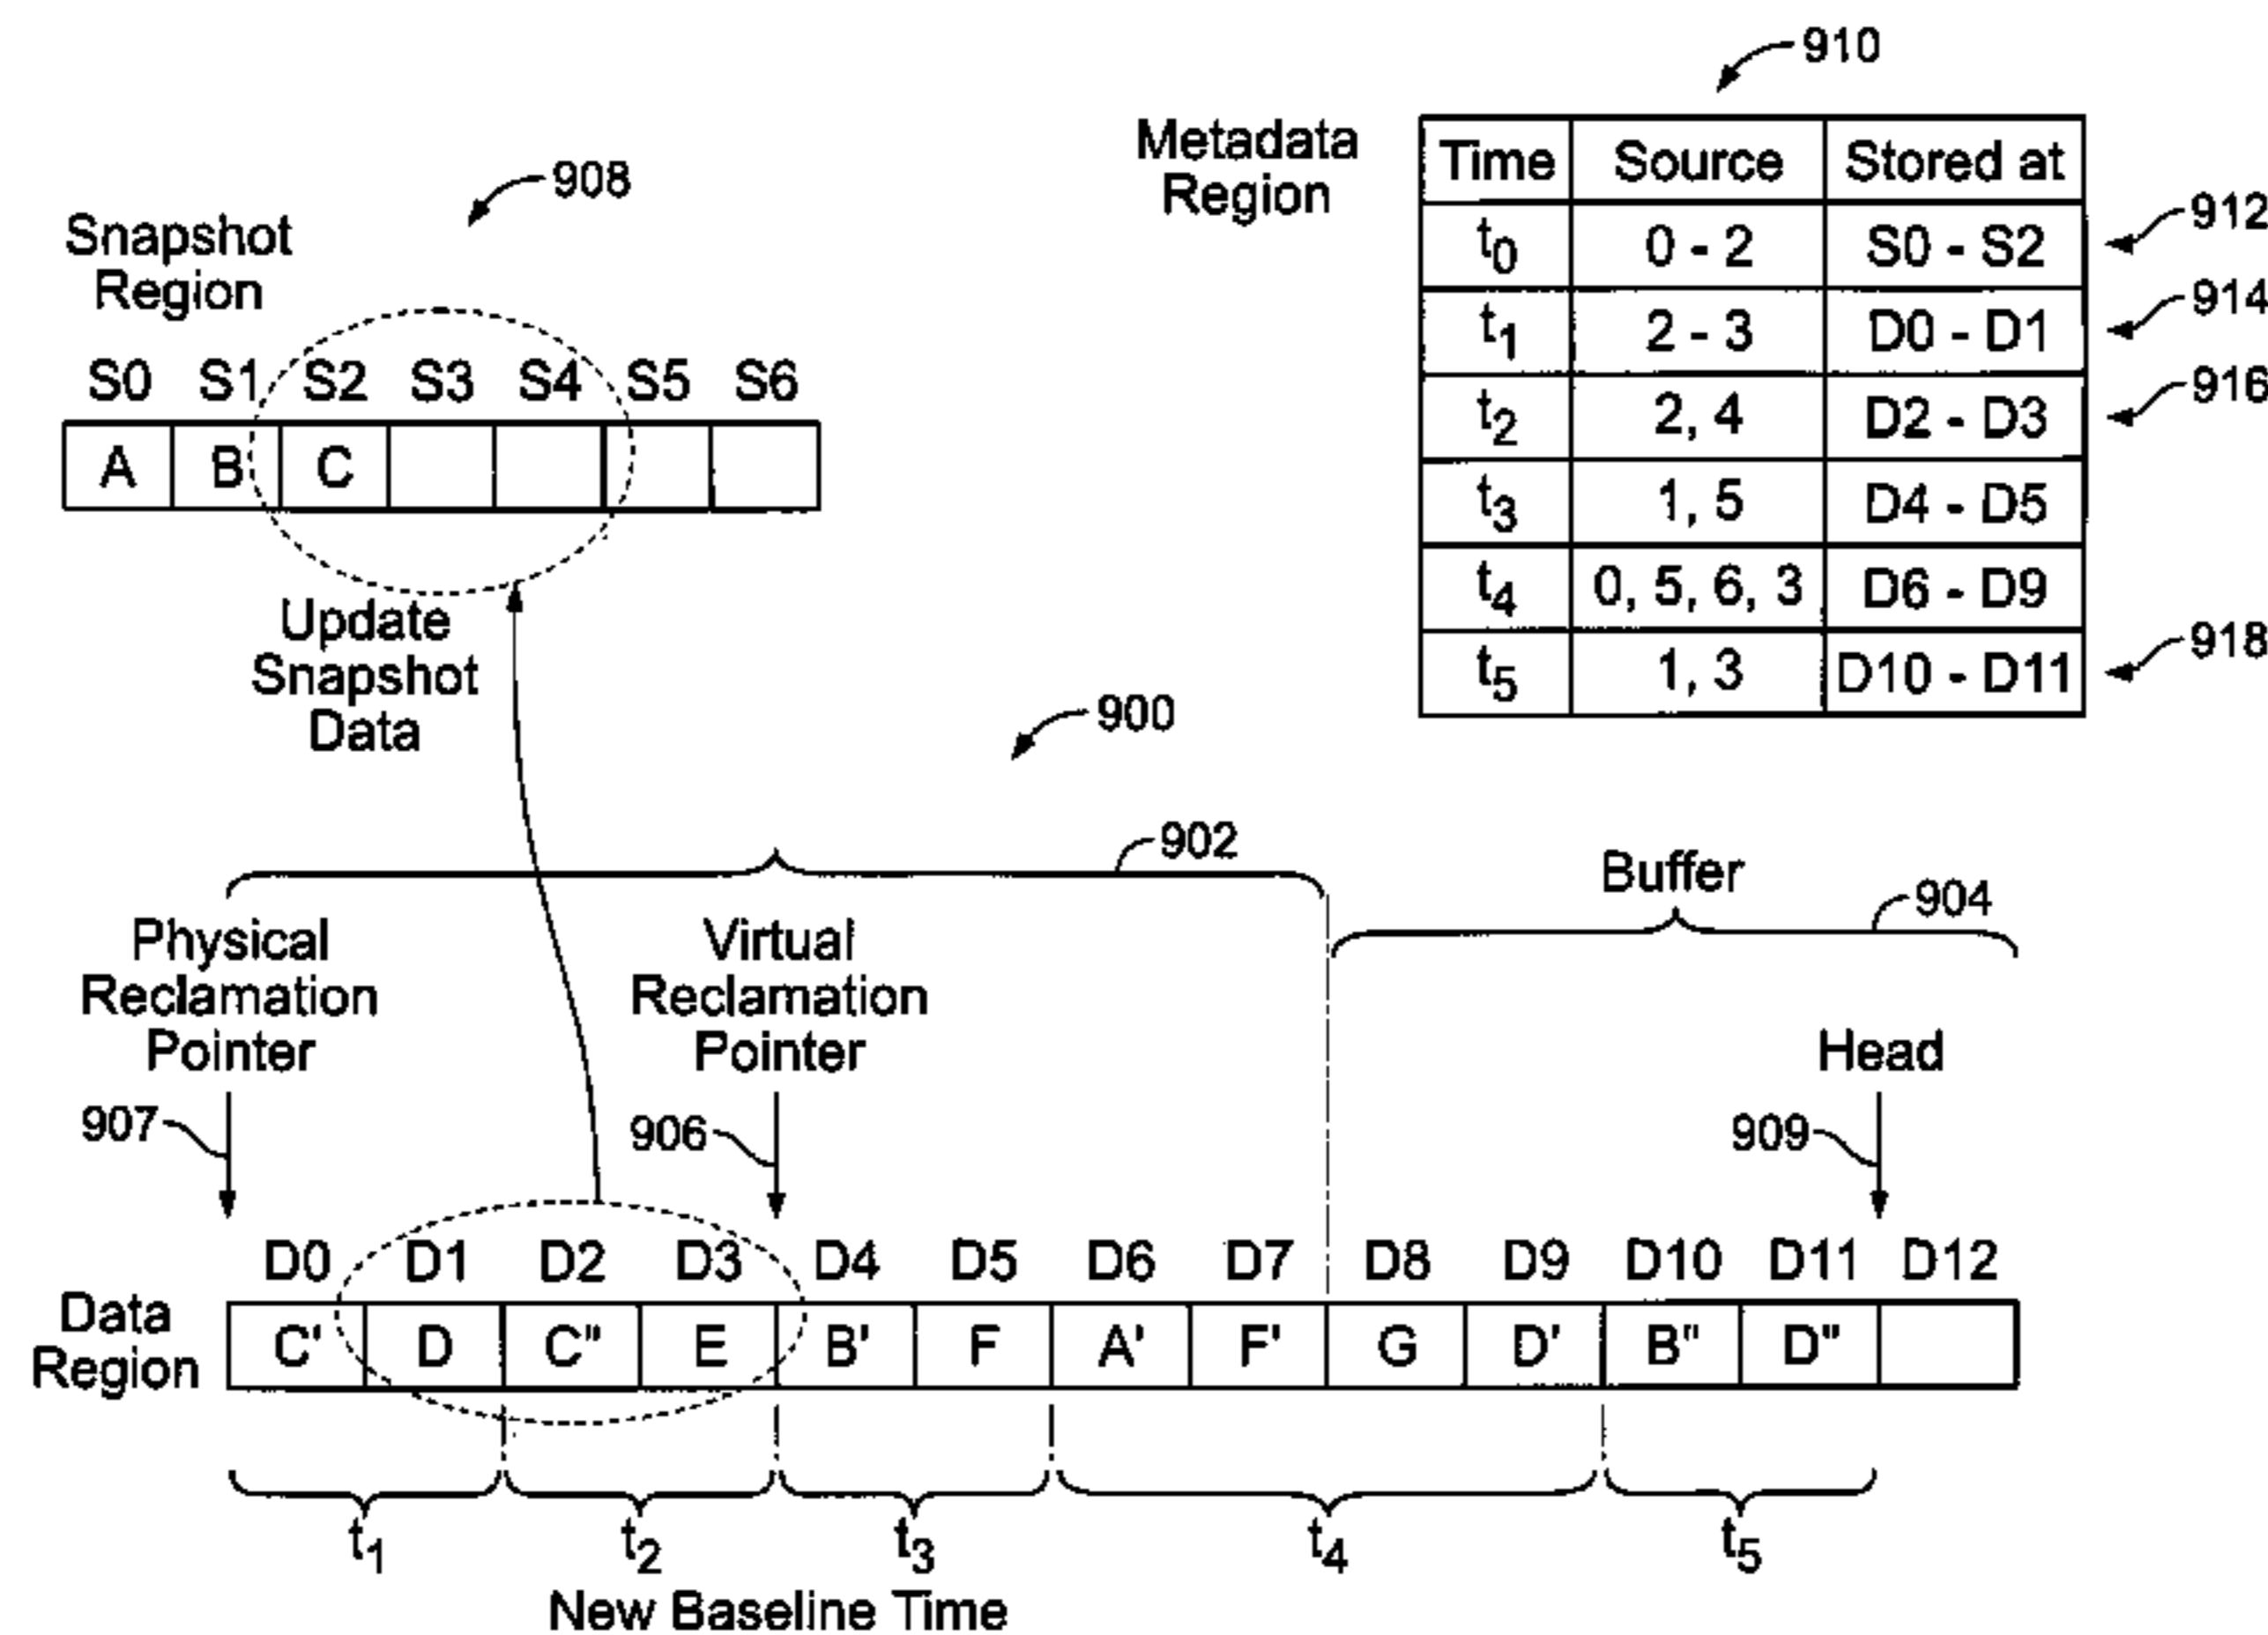 910
Metadata
Region
Time Source Stored at
t0 0 - 2 S0 - S2
912
t1 2 - 3 D0 - D1
914
t2 2, 4 D2 - D3
916
t3 1, 5 D4 - D5
t4 0, 5, 6, 3 D6 - D9
t5 1, 3 D10 - D11
918
908
Snapshot
Region
S0 S1 S2 S3 S4 S5 S6
A B C
Update
Snapshot
Data
900
902
Buffer
904
Physical
Reclamation
Pointer
907
Virtual
Reclamation
Pointer
906
Head
909
D0 D1 D2 D3 D4 D5 D6 D7 D8 D9 D10 D11 D12
Data
Region
C' D C" E B' F A' F' G D' B" D"
t1 t2 t3 t4 t5
New Baseline Time